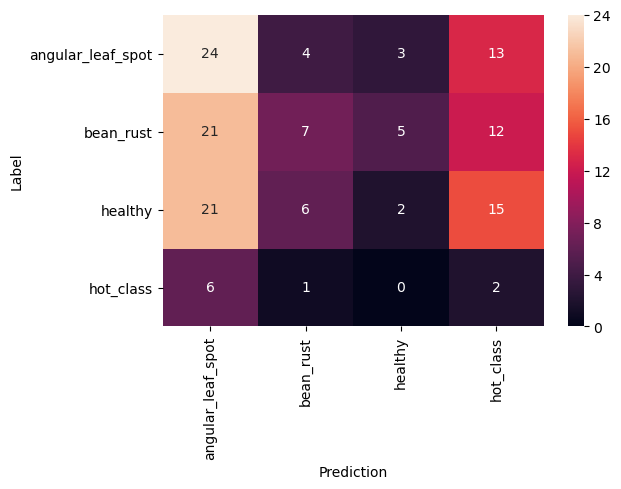 Label
angular_leaf_spot 24 4 3 13
bean_rust 21 7 5 12
healthy 21 6 2 15
hot_class 6 1 0 2
angular_leaf_spot bean_rust healthy hot_class
Prediction
24
20
16
12
8
4
0